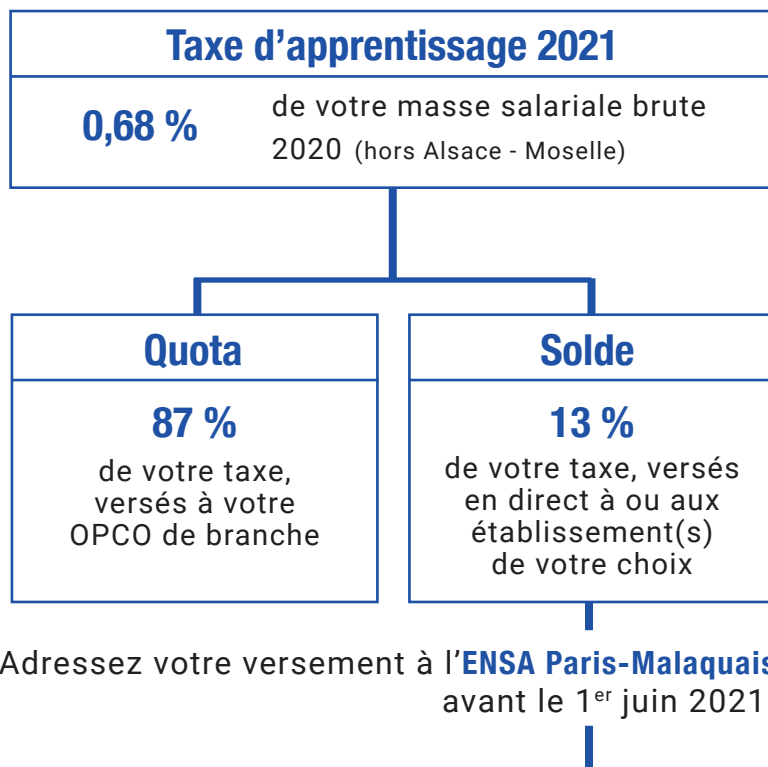 Taxe d’apprentissage 2021
0,68 %
de votre masse salariale brute
2020 (hors Alsace - Moselle)
Quota
87 %
de votre taxe,
versés à votre
OPCO de branche
Solde
13 %
de votre taxe, versés
en direct à ou aux
établissement(s)
de votre choix
Adressez votre versement à l’ENSA Paris-Malaquais
avant le 1er juin 2021